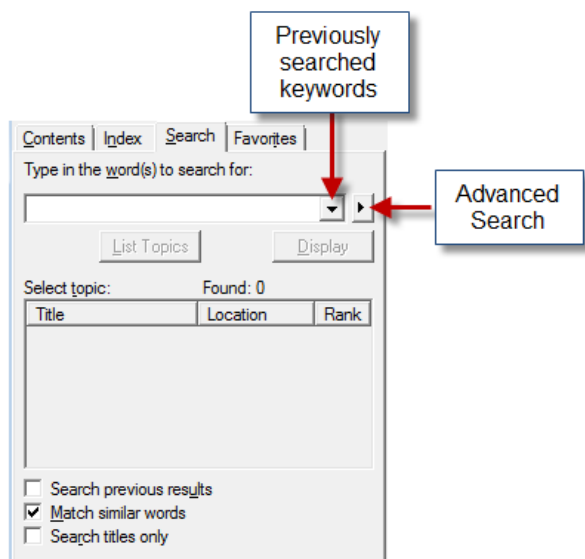 Previously
searched
keywords
Contents Index Search Favorites
Type in the word(s) to search for:
Advanced
Search
List Topics Display
Select topic: Found: 0
Title Location Rank
Search previous results
Match similar words
Search titles only